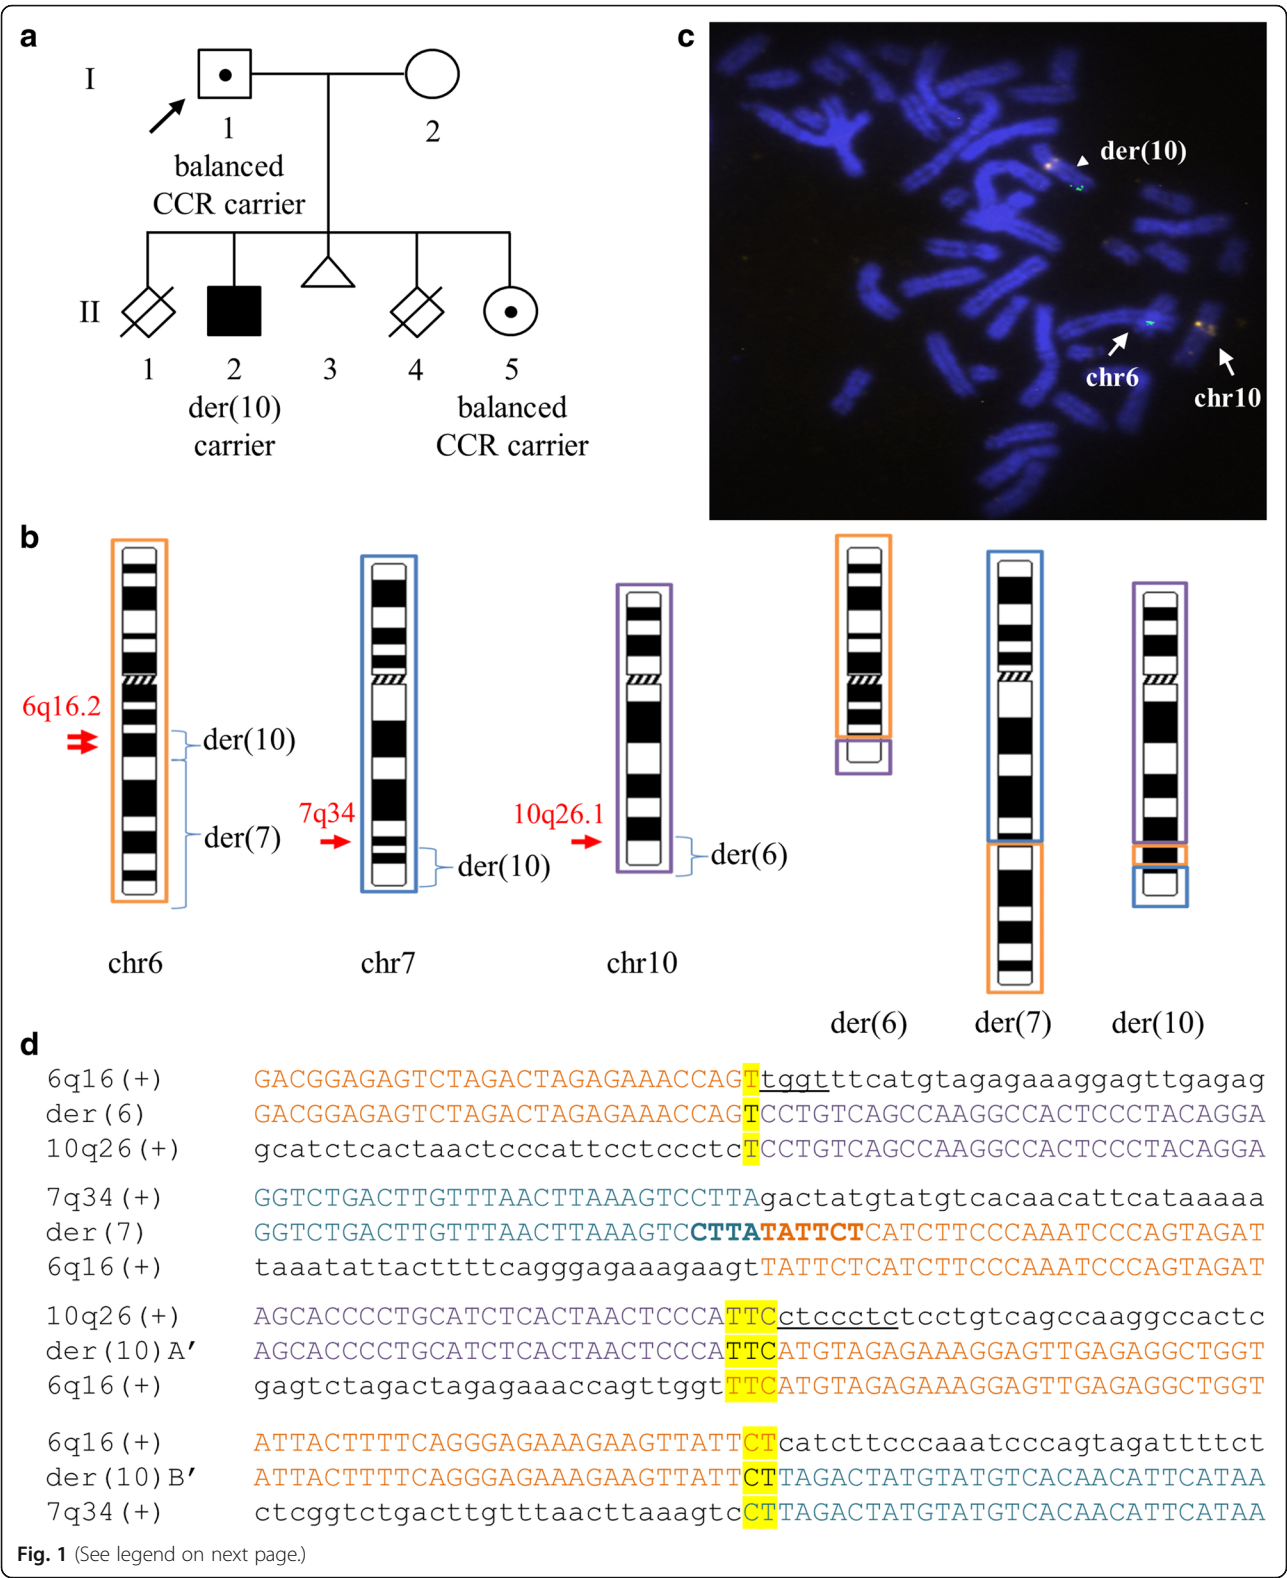 a
I
1
2
balanced
CCR carrier
II
1
2
3
4
5
der(10)
carrier
balanced
CCR carrier
c
der(10)
chr6
chr10
b
6q16.2
der(10)
der(7)
chr6
7q34
der(10)
chr7
10q26.1
der(6)
chr10
der(6)
der(7)
der(10)
d
6q16(+) GACGGAGAGTCTAGACTAGAGAAACCAGTtggtttcatgtagagaaaggagttgagag
der(6) GACGGAGAGTCTAGACTAGAGAAACCAGTCCTGTCAGCCAAGGCCACTCCCTACAGGA
10q26(+) gcatctcactaactcccattcctccctcTCCTGTCAGCCAAGGCCACTCCCTACAGGA
7q34(+) GGTCTGACTTGTTTAACTTAAAGTCCTTAgactatgtatgtcacaacattcataaaaa
der(7) GGTCTGACTTGTTTAACTTAAAGTCCTTATATTCTCATCTTCCCAAATCCCAGTAGAT
6q16(+) taaatattacttttcagggagaaagaagtTATTCTCATCTTCCCAAATCCCAGTAGAT
10q26(+) AGCACCCCTGCATCTCACTAACTCCCATTCctccctctcctgtcagccaaggccactc
der(10)A′ AGCACCCCTGCATCTCACTAACTCCCATTCATGTAGAGAAAGGAGTTGAGAGGCTGGT
6q16(+) gagtctagactagagaaaccagttggtTTCATGTAGAGAAAGGAGTTGAGAGGCTGGT
6q16(+) ATTACTTTTCAGGGAGAAAGAAGTTATTCTcatcttcccaaatcccagtagattttct
der(10)B′ ATTACTTTTCAGGGAGAAAGAAGTTATTCTTAGACTATGTATGTCACAACATTCATAA
7q34(+) ctcggtctgacttgtttaacttaaagtcCTTAGACTATGTATGTCACAACATTCATAA
Fig. 1 (See legend on next page.)